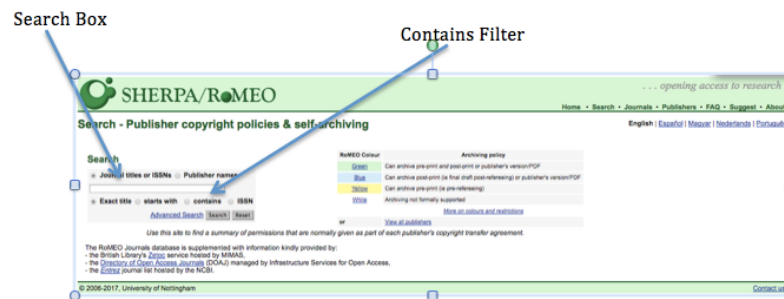 Search Box
Contains Filter
SHERPA/RoMEO
. . . opening access to research
Home • Search • Journals • Publishers • FAQ • Suggest • About
Search - Publisher copyright policies & self-archiving
English | Español | Magyar | Nederlands | Português
Search
Journal titles or ISSNs Publisher names
Exact title starts with contains ISSN
Advanced Search Search Reset
RoMEO Colour Archiving policy
Green Can archive pre-print and post-print or publisher's version/PDF
Blue Can archive post-print (ie final draft post-refereeing) or publisher's version/PDF
Yellow Can archive pre-print (ie pre-refereeing)
White Archiving not formally supported
More on colours and restrictions
or View all publishers
Use this site to find a summary of permissions that are normally given as part of each publisher's copyright transfer agreement.
The RoMEO Journals database is supplemented with information kindly provided by:
- the British Library's Zetoc service hosted by MIMAS,
- the Directory of Open Access Journals (DOAJ) managed by Infrastructure Services for Open Access,
- the Entrez journal list hosted by the NCBI.
© 2006-2017, University of Nottingham
Contact us